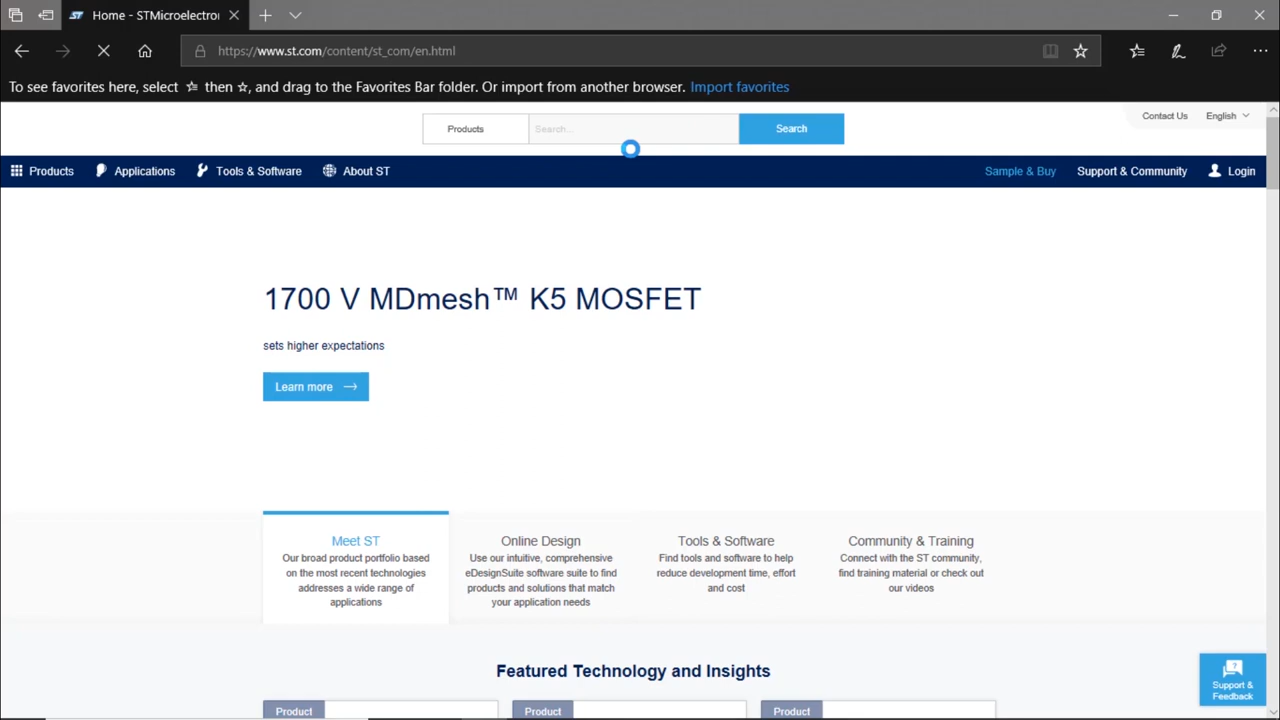 Home - STMicroelectron
https://www.st.com/content/st_com/en.html
To see favorites here, select ☆ then ☆, and drag to the Favorites Bar folder. Or import from another browser. Import favorites
Products Search... Search
Contact Us English
Products Applications Tools & Software About ST Sample & Buy Support & Community Login
1700 V MDmesh™ K5 MOSFET
sets higher expectations
Learn more →
Meet ST
Our broad product portfolio based
on the most recent technologies
addresses a wide range of
applications
Online Design
Use our intuitive, comprehensive
eDesignSuite software suite to find
products and solutions that match
your application needs
Tools & Software
Find tools and software to help
reduce development time, effort
and cost
Community & Training
Connect with the ST community,
find training material or check out
our videos
Featured Technology and Insights
Product Product Product
Support &
Feedback